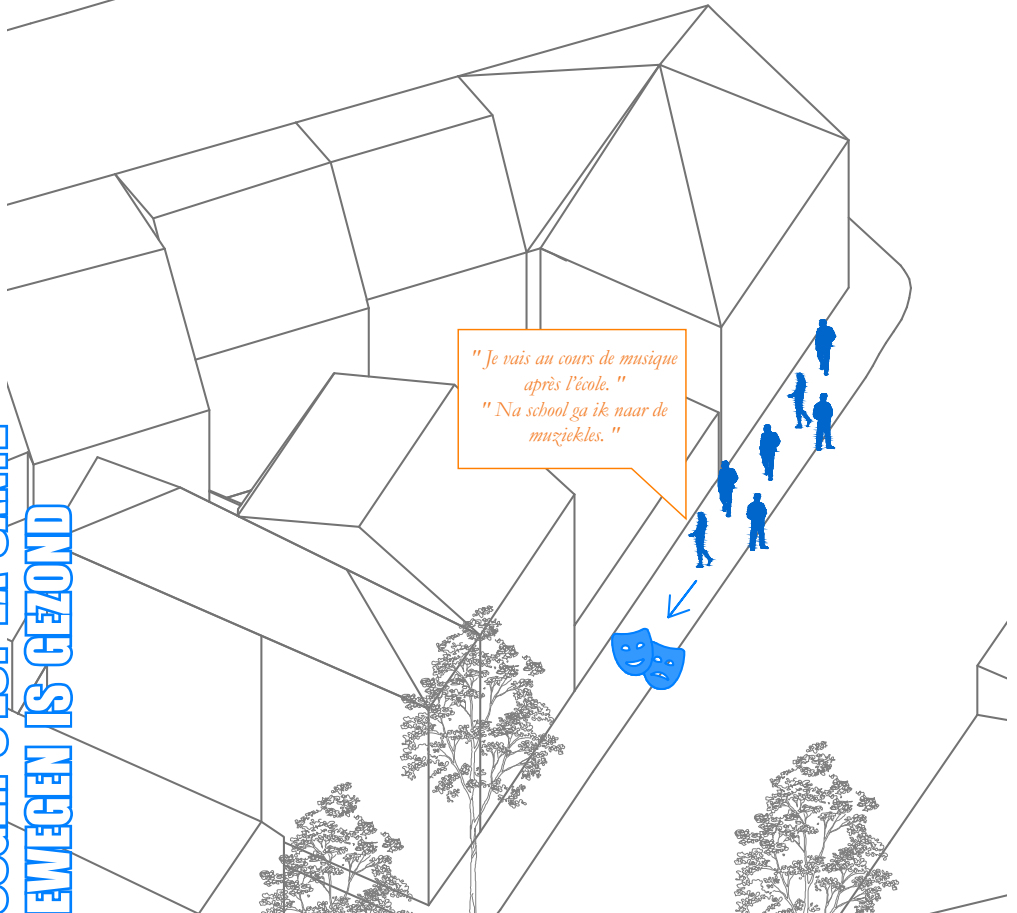 " Je vais au cours de musique
après l'école. "
" Na school ga ik naar de
muziekles. "
EWEGEN IS GEZOND